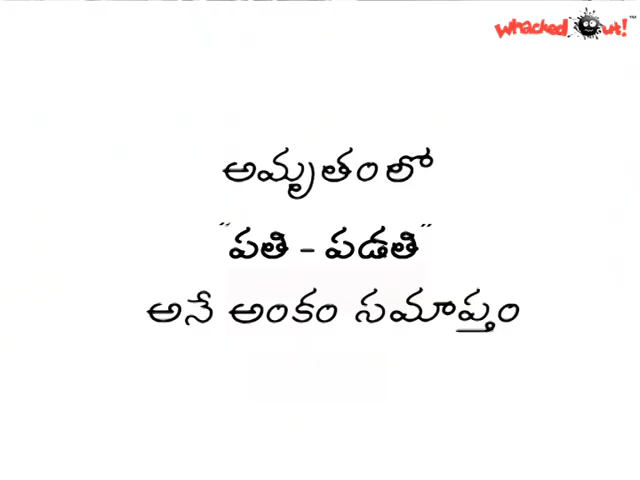 whacked out!
అమృతంలో
"పతి - పడతి"
అనే అంకం సమాప్తం